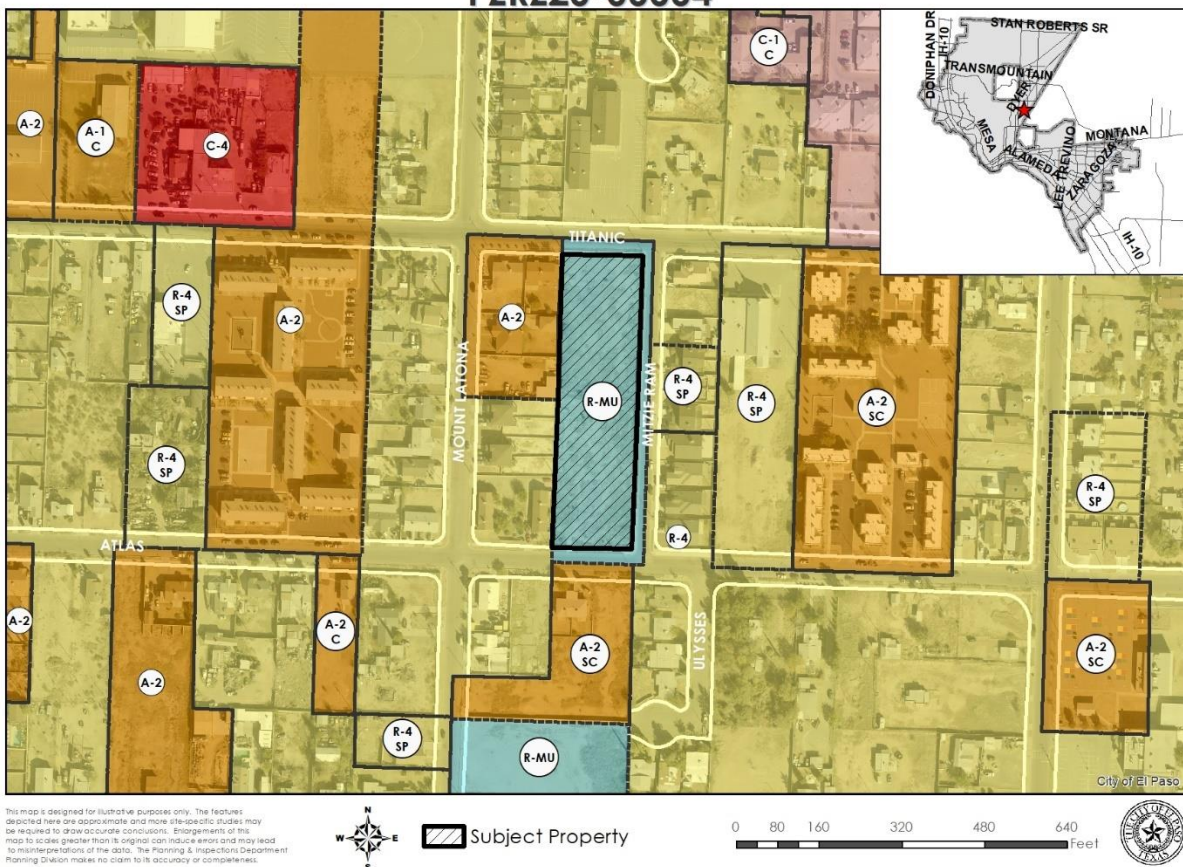 STAN ROBERTS SR
DONIPHAN DR
IH-10
TRANSMOUNTAIN
DYER
MESA
MONTANA
ALAMEDA
LEE TREVINO
ZARAGOZA
IH-10
C-1
C
A-2
A-1
C
C-4
TITANIC
R-4
SP
A-2
A-2
MOUNT LATONA
R-MU
MITZIE RAM
R-4
SP
R-4
SP
A-2
SC
R-4
SP
R-4
SP
ATLAS
R-4
A-2
A-2
C
A-2
SC
ULYSSES
A-2
SC
A-2
R-4
SP
R-MU
City of El Paso
This map is designed for illustrative purposes only. The features
depicted here are approximate and more site-specific studies may
be required to draw accurate conclusions. Enlargements of this
map to scales greater than its original can induce errors and may lead
to misinterpretations of the data. The Planning & Inspections Department
Planning Division makes no claim to its accuracy or completeness.
N
W E
S
Subject Property
0 80 160 320 480 640
Feet